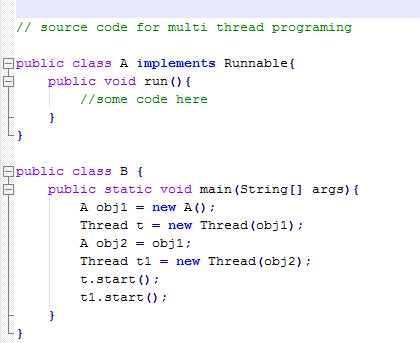 // source code for multi thread programing
public class A implements Runnable{
public void run(){
//some code here
}
}
public class B {
public static void main(String[] args){
A obj1 = new A();
Thread t = new Thread(obj1);
A obj2 = obj1;
Thread t1 = new Thread(obj2);
t.start();
t1.start();
}
}